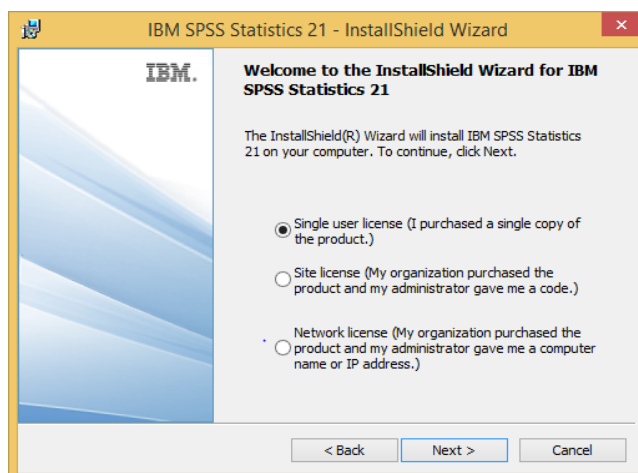 IBM SPSS Statistics 21 - InstallShield Wizard
IBM.
Welcome to the InstallShield Wizard for IBM
SPSS Statistics 21
The InstallShield(R) Wizard will install IBM SPSS Statistics
21 on your computer. To continue, click Next.
Single user license (I purchased a single copy of
the product.)
Site license (My organization purchased the
product and my administrator gave me a code.)
Network license (My organization purchased the
product and my administrator gave me a computer
name or IP address.)
< Back
Next >
Cancel